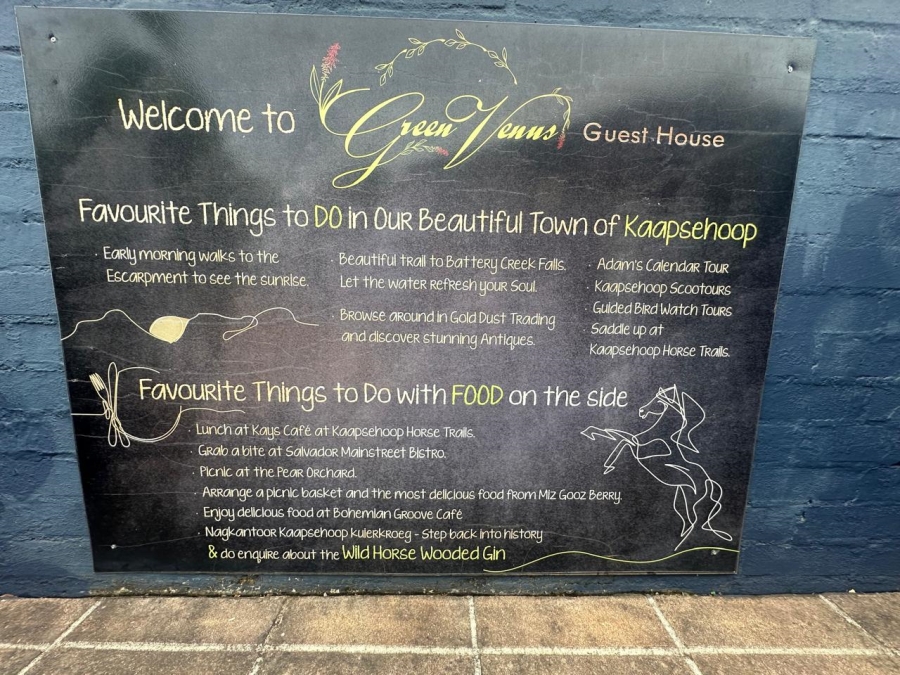 Welcome to Green Venus Guest House
Favourite Things to DO in Our Beautiful Town of Kaapsehoop
· Early morning walks to the
Escarpment to see the sunrise.
· Beautiful trail to Battery Creek Falls.
Let the water refresh your Soul.
· Browse around in Gold Dust Trading
and discover stunning Antiques.
· Adam's Calendar Tour
· Kaapsehoop Scootours
· Guided Bird Watch Tours
Saddle up at
Kaapsehoop Horse Trails.
Favourite Things to Do with FOOD on the side
· Lunch at Kays Café at Kaapsehoop Horse Trails.
· Grab a bite at Salvador Mainstreet Bistro.
· Picnic at the Pear Orchard.
· Arrange a picnic basket and the most delicious food from Miz Gooz Berry.
· Enjoy delicious food at Bohemian Groove Café
· Nagkantoor Kaapsehoop kuierkroeg - Step back into history
& do enquire about the Wild Horse Wooded Gin